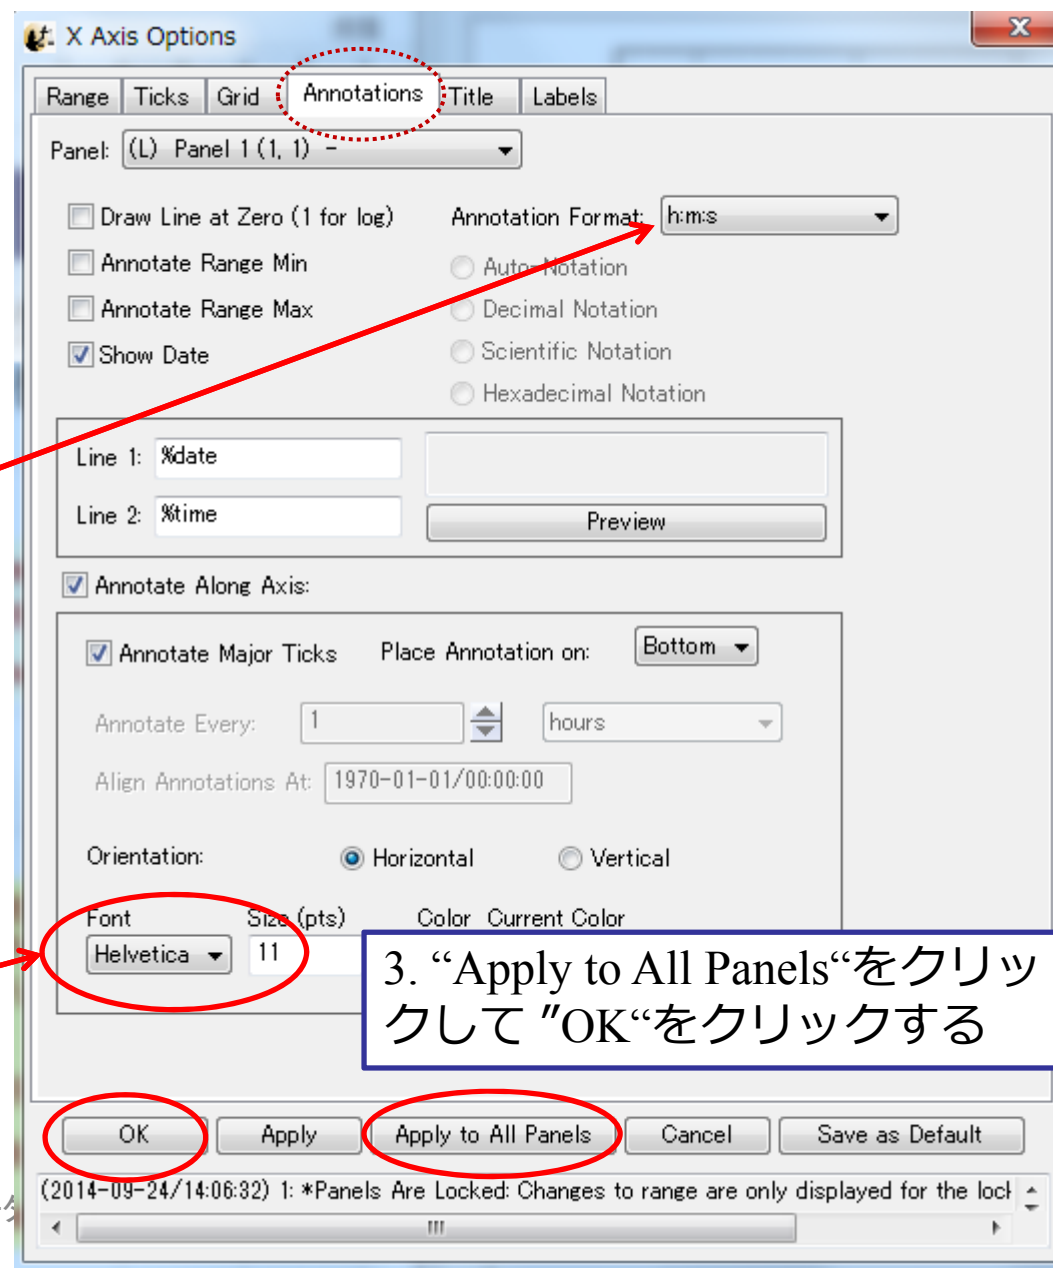 X Axis Options
Range Ticks Grid Annotations Title Labels
Panel: (L) Panel 1 (1, 1) -
Draw Line at Zero (1 for log) Annotation Format: h:m:s
Annotate Range Min Auto-Notation
Annotate Range Max Decimal Notation
Show Date Scientific Notation
Hexadecimal Notation
Line 1: %date
Line 2: %time Preview
Annotate Along Axis:
Annotate Major Ticks Place Annotation on: Bottom
Annotate Every: 1 hours
Align Annotations At: 1970-01-01/00:00:00
Orientation: Horizontal Vertical
Font Size (pts) Color Current Color
Helvetica 11
3. “Apply to All Panels“をクリッ
クして ”OK“をクリックする
OK Apply Apply to All Panels Cancel Save as Default
(2014-09-24/14:06:32) 1: *Panels Are Locked: Changes to range are only displayed for the